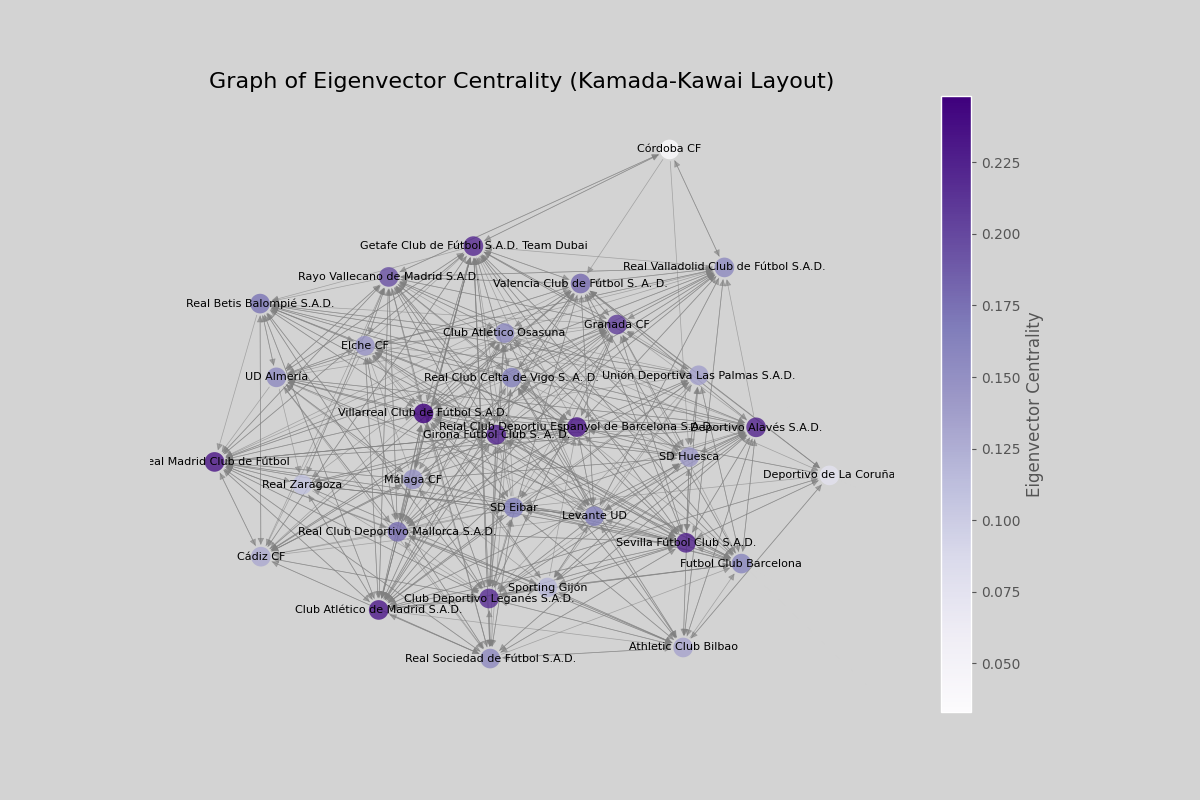 Graph of Eigenvector Centrality (Kamada-Kawai Layout)
Córdoba CF
Getafe Club de Fútbol S.A.D. Team Dubai
Real Valladolid Club de Fútbol S.A.D.
Rayo Vallecano de Madrid S.A.D.
Valencia Club de Fútbol S. A. D.
Real Betis Balompié S.A.D.
Granada CF
Club Atlético Osasuna
Elche CF
UD Almería
Real Club Celta de Vigo S. A. D.
Unión Deportiva Las Palmas S.A.D.
Villarreal Club de Fútbol S.A.D.
Reial Club Deportiu Espanyol de Barcelona S.A.D.
Deportivo Alavés S.A.D.
Girona Fútbol Club S. A. D.
eal Madrid Club de Fútbol
SD Huesca
Deportivo de La Coruña
Real Zaragoza
Málaga CF
SD Eibar
Levante UD
Real Club Deportivo Mallorca S.A.D.
Sevilla Fútbol Club S.A.D.
Cádiz CF
Futbol Club Barcelona
Sporting Gijón
Club Deportivo Leganés S.A.D.
Club Atlético de Madrid S.A.D.
Athletic Club Bilbao
Real Sociedad de Fútbol S.A.D.
0.225
0.200
0.175
0.150
0.125
0.100
0.075
0.050
Eigenvector Centrality